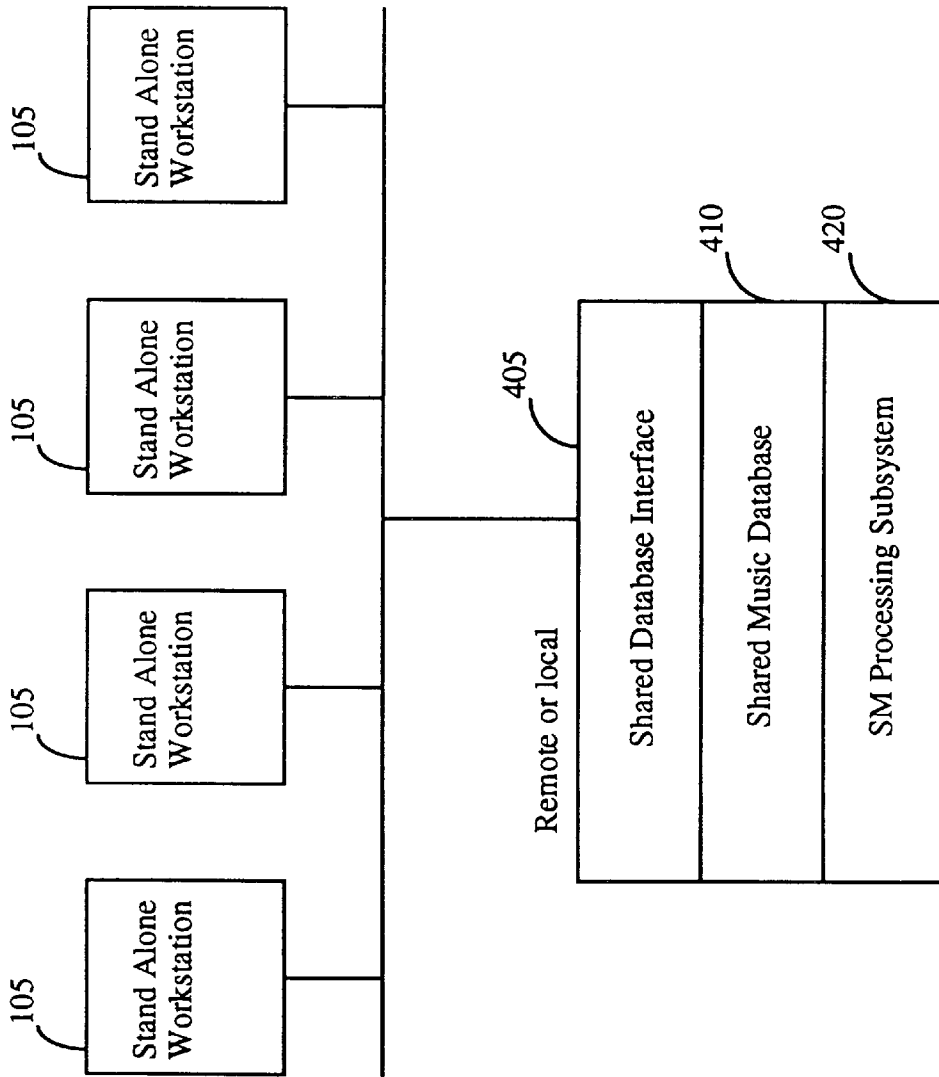 105
105
105
105
Stand Alone
Workstation
Stand Alone
Workstation
Stand Alone
Workstation
Stand Alone
Workstation
Remote or local
405
Shared Database Interface
410
Shared Music Database
420
SM Processing Subsystem